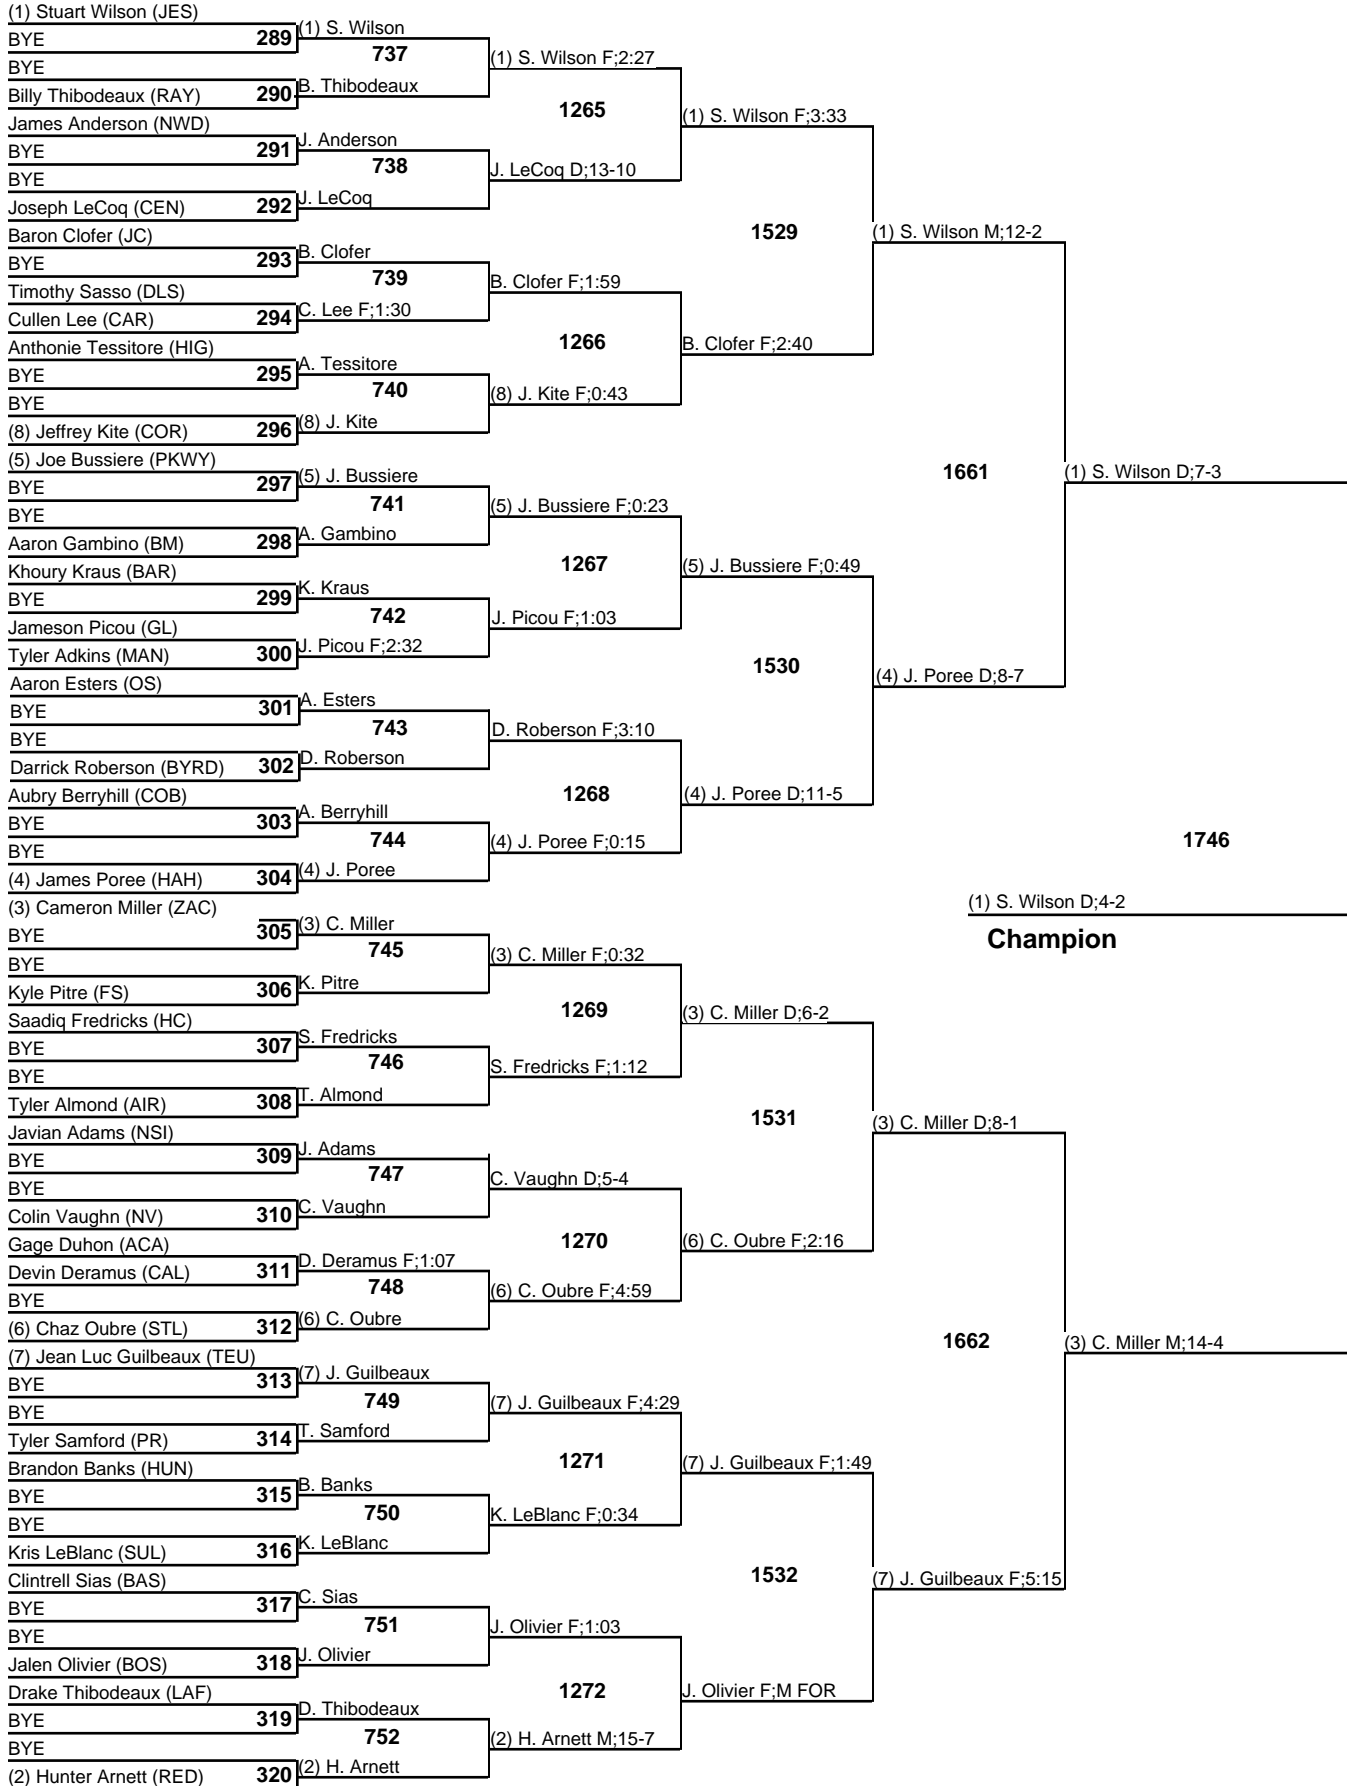 (1) Stuart Wilson (JES)
BYE
289
(1) S. Wilson
737
BYE
Billy Thibodeaux (RAY)
290
B. Thibodeaux
(1) S. Wilson F;2:27
1265
James Anderson (NWD)
BYE
291
J. Anderson
738
BYE
Joseph LeCoq (CEN)
292
J. LeCoq
J. LeCoq D;13-10
(1) S. Wilson F;3:33
1529
Baron Clofer (JC)
BYE
293
B. Clofer
739
Timothy Sasso (DLS)
Cullen Lee (CAR)
294
C. Lee F;1:30
B. Clofer F;1:59
1266
Anthonie Tessitore (HIG)
BYE
295
A. Tessitore
740
BYE
(8) Jeffrey Kite (COR)
296
(8) J. Kite
(8) J. Kite F;0:43
B. Clofer F;2:40
(1) S. Wilson M;12-2
1661
(5) Joe Bussiere (PKWY)
BYE
297
(5) J. Bussiere
741
BYE
Aaron Gambino (BM)
298
A. Gambino
(5) J. Bussiere F;0:23
1267
Khoury Kraus (BAR)
BYE
299
K. Kraus
742
Jameson Picou (GL)
Tyler Adkins (MAN)
300
J. Picou F;2:32
J. Picou F;1:03
(5) J. Bussiere F;0:49
1530
Aaron Esters (OS)
BYE
301
A. Esters
743
BYE
Darrick Roberson (BYRD)
302
D. Roberson
D. Roberson F;3:10
1268
Aubry Berryhill (COB)
BYE
303
A. Berryhill
744
BYE
(4) James Poree (HAH)
304
(4) J. Poree
(4) J. Poree F;0:15
(4) J. Poree D;11-5
(4) J. Poree D;8-7
(1) S. Wilson D;7-3
1746
(1) S. Wilson D;4-2
Champion
(3) Cameron Miller (ZAC)
BYE
305
(3) C. Miller
745
BYE
Kyle Pitre (FS)
306
K. Pitre
(3) C. Miller F;0:32
1269
Saadiq Fredricks (HC)
BYE
307
S. Fredricks
746
BYE
Tyler Almond (AIR)
308
T. Almond
S. Fredricks F;1:12
(3) C. Miller D;6-2
1531
Javian Adams (NSI)
BYE
309
J. Adams
747
BYE
Colin Vaughn (NV)
310
C. Vaughn
C. Vaughn D;5-4
1270
Gage Duhon (ACA)
Devin Deramus (CAL)
311
D. Deramus F;1:07
748
BYE
(6) Chaz Oubre (STL)
312
(6) C. Oubre
(6) C. Oubre F;4:59
(6) C. Oubre F;2:16
(3) C. Miller D;8-1
1662
(3) C. Miller M;14-4
(7) Jean Luc Guilbeaux (TEU)
BYE
313
(7) J. Guilbeaux
749
BYE
Tyler Samford (PR)
314
T. Samford
(7) J. Guilbeaux F;4:29
1271
Brandon Banks (HUN)
BYE
315
B. Banks
750
BYE
Kris LeBlanc (SUL)
316
K. LeBlanc
K. LeBlanc F;0:34
(7) J. Guilbeaux F;1:49
1532
Clintrell Sias (BAS)
BYE
317
C. Sias
751
BYE
Jalen Olivier (BOS)
318
J. Olivier
J. Olivier F;1:03
1272
Drake Thibodeaux (LAF)
BYE
319
D. Thibodeaux
752
BYE
(2) Hunter Arnett (RED)
320
(2) H. Arnett
(2) H. Arnett M;15-7
J. Olivier F;M FOR
(7) J. Guilbeaux F;5:15